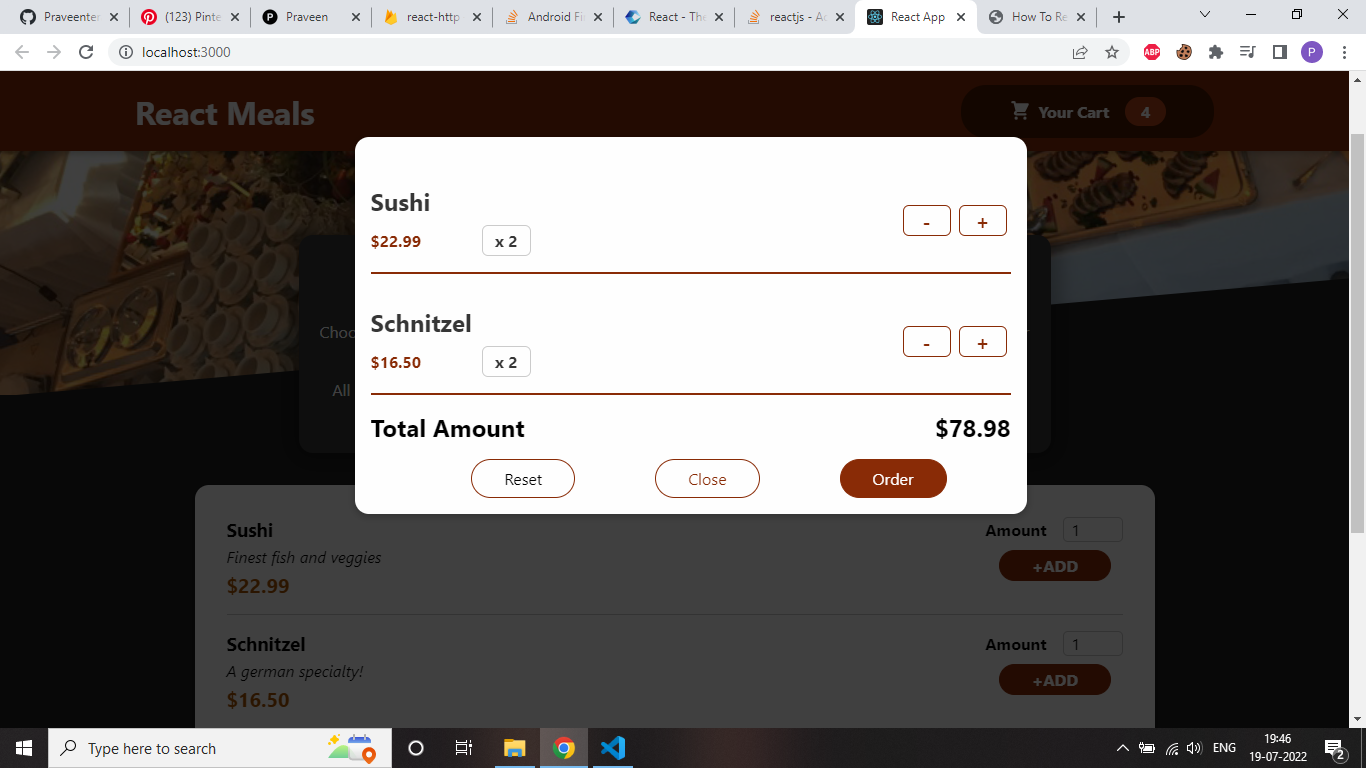 Praveenter
(123) Pinte
Praveen
react-http
Android Fi
React - The
reactjs - A
React App
How To Re
localhost:3000
ABP
P
React Meals
Your Cart 4
Sushi
$22.99 x 2 - +
Schnitzel
$16.50 x 2 - +
Choo
All
Total Amount $78.98
Reset Close Order
Sushi
Finest fish and veggies
$22.99
Amount 1
+ADD
Schnitzel
A german specialty!
$16.50
Amount 1
+ADD
Type here to search
ENG
19:46
19-07-2022
2